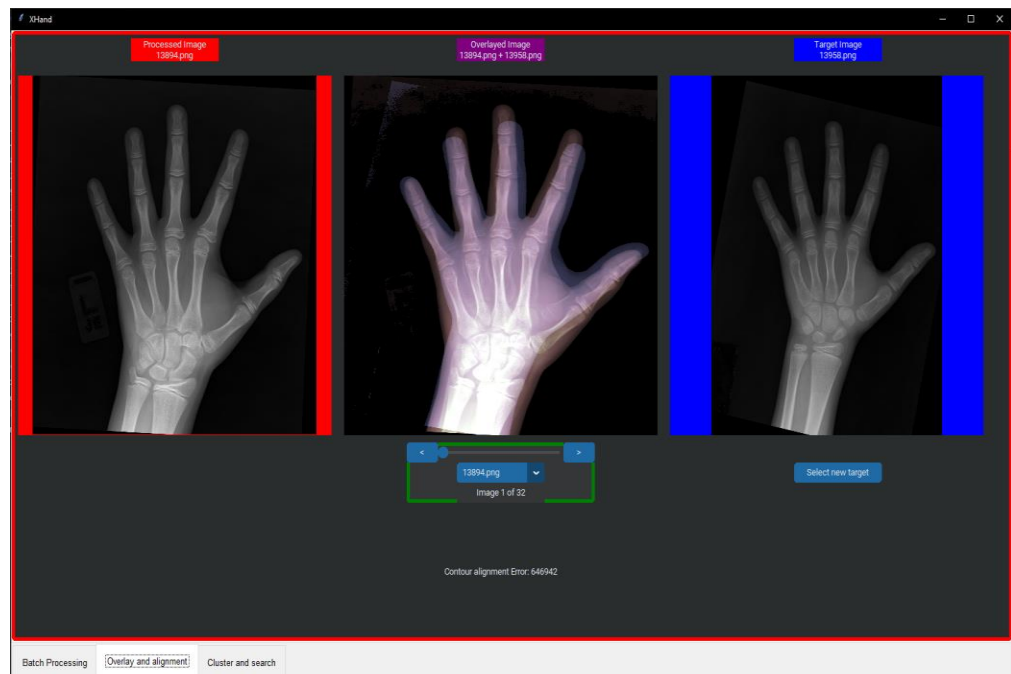 XHand
Processed Image
13894.png
Overlayed Image
13894.png + 13958.png
Target Image
13958.png
<
>
13894.png
Image 1 of 32
Select new target
Contour alignment Error: 646942
Batch Processing
Overlay and alignment
Cluster and search